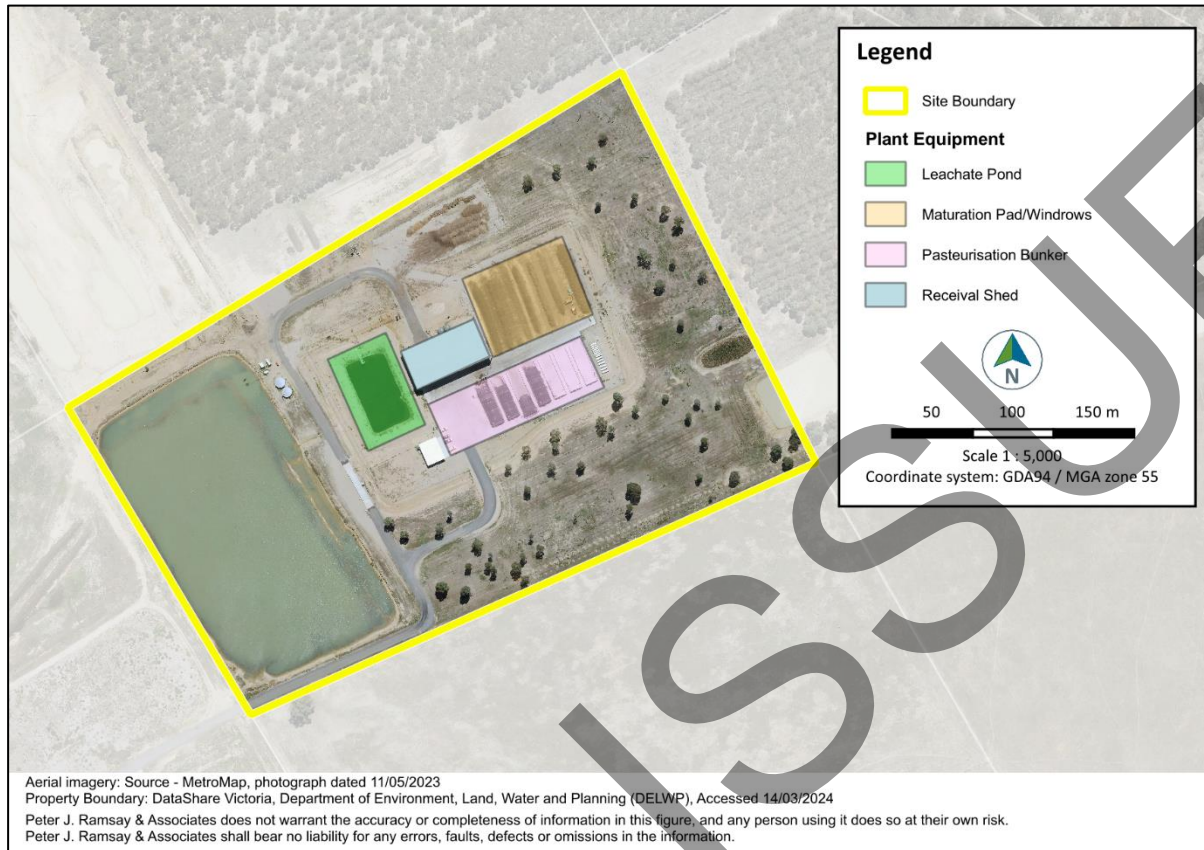 Legend
Site Boundary
Plant Equipment
Leachate Pond
Maturation Pad/Windrows
Pasteurisation Bunker
Receival Shed
N
50 100 150 m
Scale 1 : 5,000
Coordinate system: GDA94 / MGA zone 55
ISSUE
Aerial imagery: Source - MetroMap, photograph dated 11/05/2023
Property Boundary: DataShare Victoria, Department of Environment, Land, Water and Planning (DELWP), Accessed 14/03/2024
Peter J. Ramsay & Associates does not warrant the accuracy or completeness of information in this figure, and any person using it does so at their own risk.
Peter J. Ramsay & Associates shall bear no liability for any errors, faults, defects or omissions in the information.